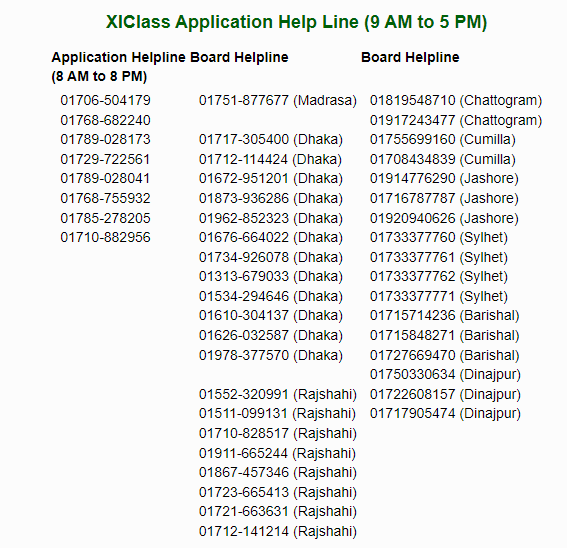 XIClass Application Help Line (9 AM to 5 PM)
Application Helpline Board Helpline Board Helpline
(8 AM to 8 PM)
01706-504179 01751-877677 (Madrasa) 01819548710 (Chattogram)
01768-682240 01917243477 (Chattogram)
01789-028173 01717-305400 (Dhaka) 01755699160 (Cumilla)
01729-722561 01712-114424 (Dhaka) 01708434839 (Cumilla)
01789-028041 01672-951201 (Dhaka) 01914776290 (Jashore)
01768-755932 01873-936286 (Dhaka) 01716787787 (Jashore)
01785-278205 01962-852323 (Dhaka) 01920940626 (Jashore)
01710-882956 01676-664022 (Dhaka) 01733377760 (Sylhet)
01734-926078 (Dhaka) 01733377761 (Sylhet)
01313-679033 (Dhaka) 01733377762 (Sylhet)
01534-294646 (Dhaka) 01733377771 (Sylhet)
01610-304137 (Dhaka) 01715714236 (Barishal)
01626-032587 (Dhaka) 01715848271 (Barishal)
01978-377570 (Dhaka) 01727669470 (Barishal)
01750330634 (Dinajpur)
01552-320991 (Rajshahi) 01722608157 (Dinajpur)
01511-099131 (Rajshahi) 01717905474 (Dinajpur)
01710-828517 (Rajshahi)
01911-665244 (Rajshahi)
01867-457346 (Rajshahi)
01723-665413 (Rajshahi)
01721-663631 (Rajshahi)
01712-141214 (Rajshahi)